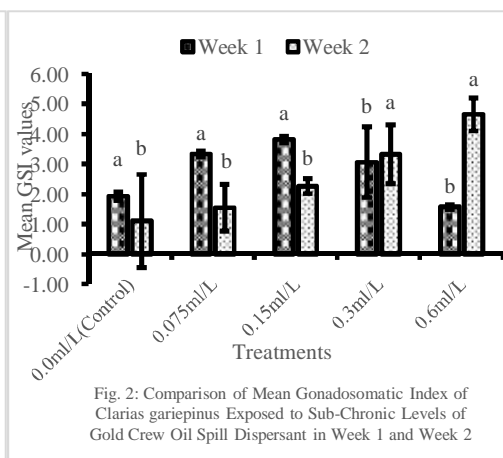 Week 1 Week 2
6.00
5.00
4.00
3.00
2.00
1.00
0.00
-1.00
Mean GSI values
a b
a b
a b
b a
b a
0.0ml/L(Control)
0.075ml/L
0.15ml/L
0.3ml/L
0.6ml/L
Treatments
Fig. 2: Comparison of Mean Gonadosomatic Index of
Clarias gariepinus Exposed to Sub-Chronic Levels of
Gold Crew Oil Spill Dispersant in Week 1 and Week 2